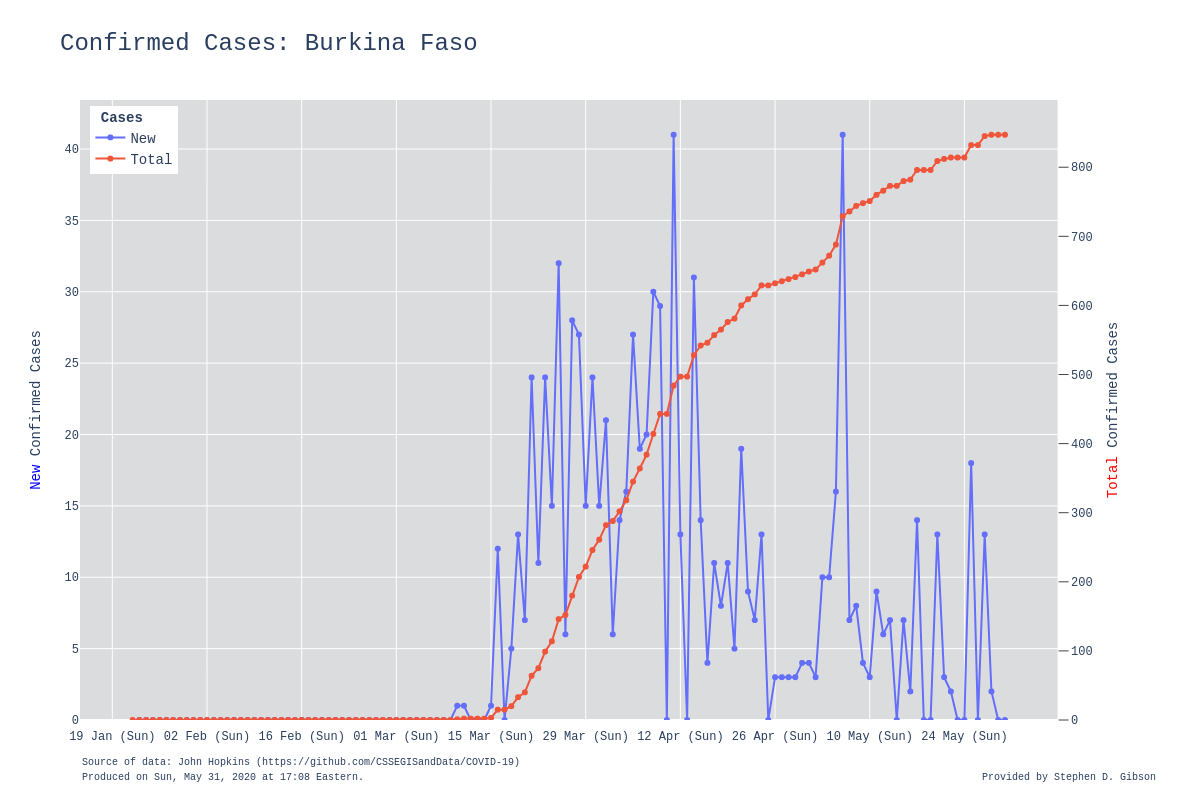 Confirmed Cases: Burkina Faso
Cases
New
Total
40
35
30
25
20
15
10
5
0
New Confirmed Cases
800
700
600
500
400
300
200
100
0
Total Confirmed Cases
19 Jan (Sun) 02 Feb (Sun) 16 Feb (Sun) 01 Mar (Sun) 15 Mar (Sun) 29 Mar (Sun) 12 Apr (Sun) 26 Apr (Sun) 10 May (Sun) 24 May (Sun)
Source of data: John Hopkins (https://github.com/CSSEGISandData/COVID-19)
Produced on Sun, May 31, 2020 at 17:08 Eastern.
Provided by Stephen D. Gibson